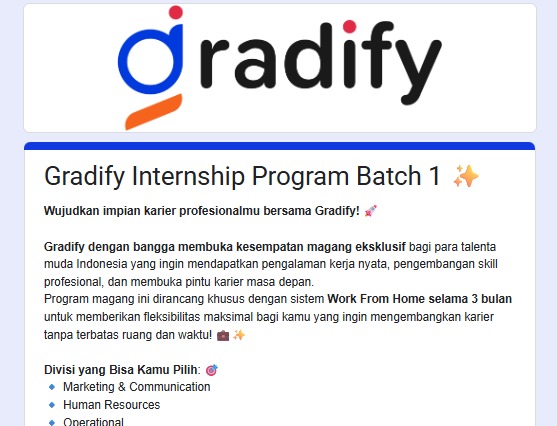 gradify
Gradify Internship Program Batch 1 ✨
Wujudkan impian karier profesionalmu bersama Gradify! 🚀
Gradify dengan bangga membuka kesempatan magang eksklusif bagi para talenta
muda Indonesia yang ingin mendapatkan pengalaman kerja nyata, pengembangan skill
profesional, dan membuka pintu karier masa depan.
Program magang ini dirancang khusus dengan sistem Work From Home selama 3 bulan
untuk memberikan fleksibilitas maksimal bagi kamu yang ingin mengembangkan karier
tanpa terbatas ruang dan waktu! 💼 ✨
Divisi yang Bisa Kamu Pilih: 🎯
🔹 Marketing & Communication
🔹 Human Resources
🔹 Operational